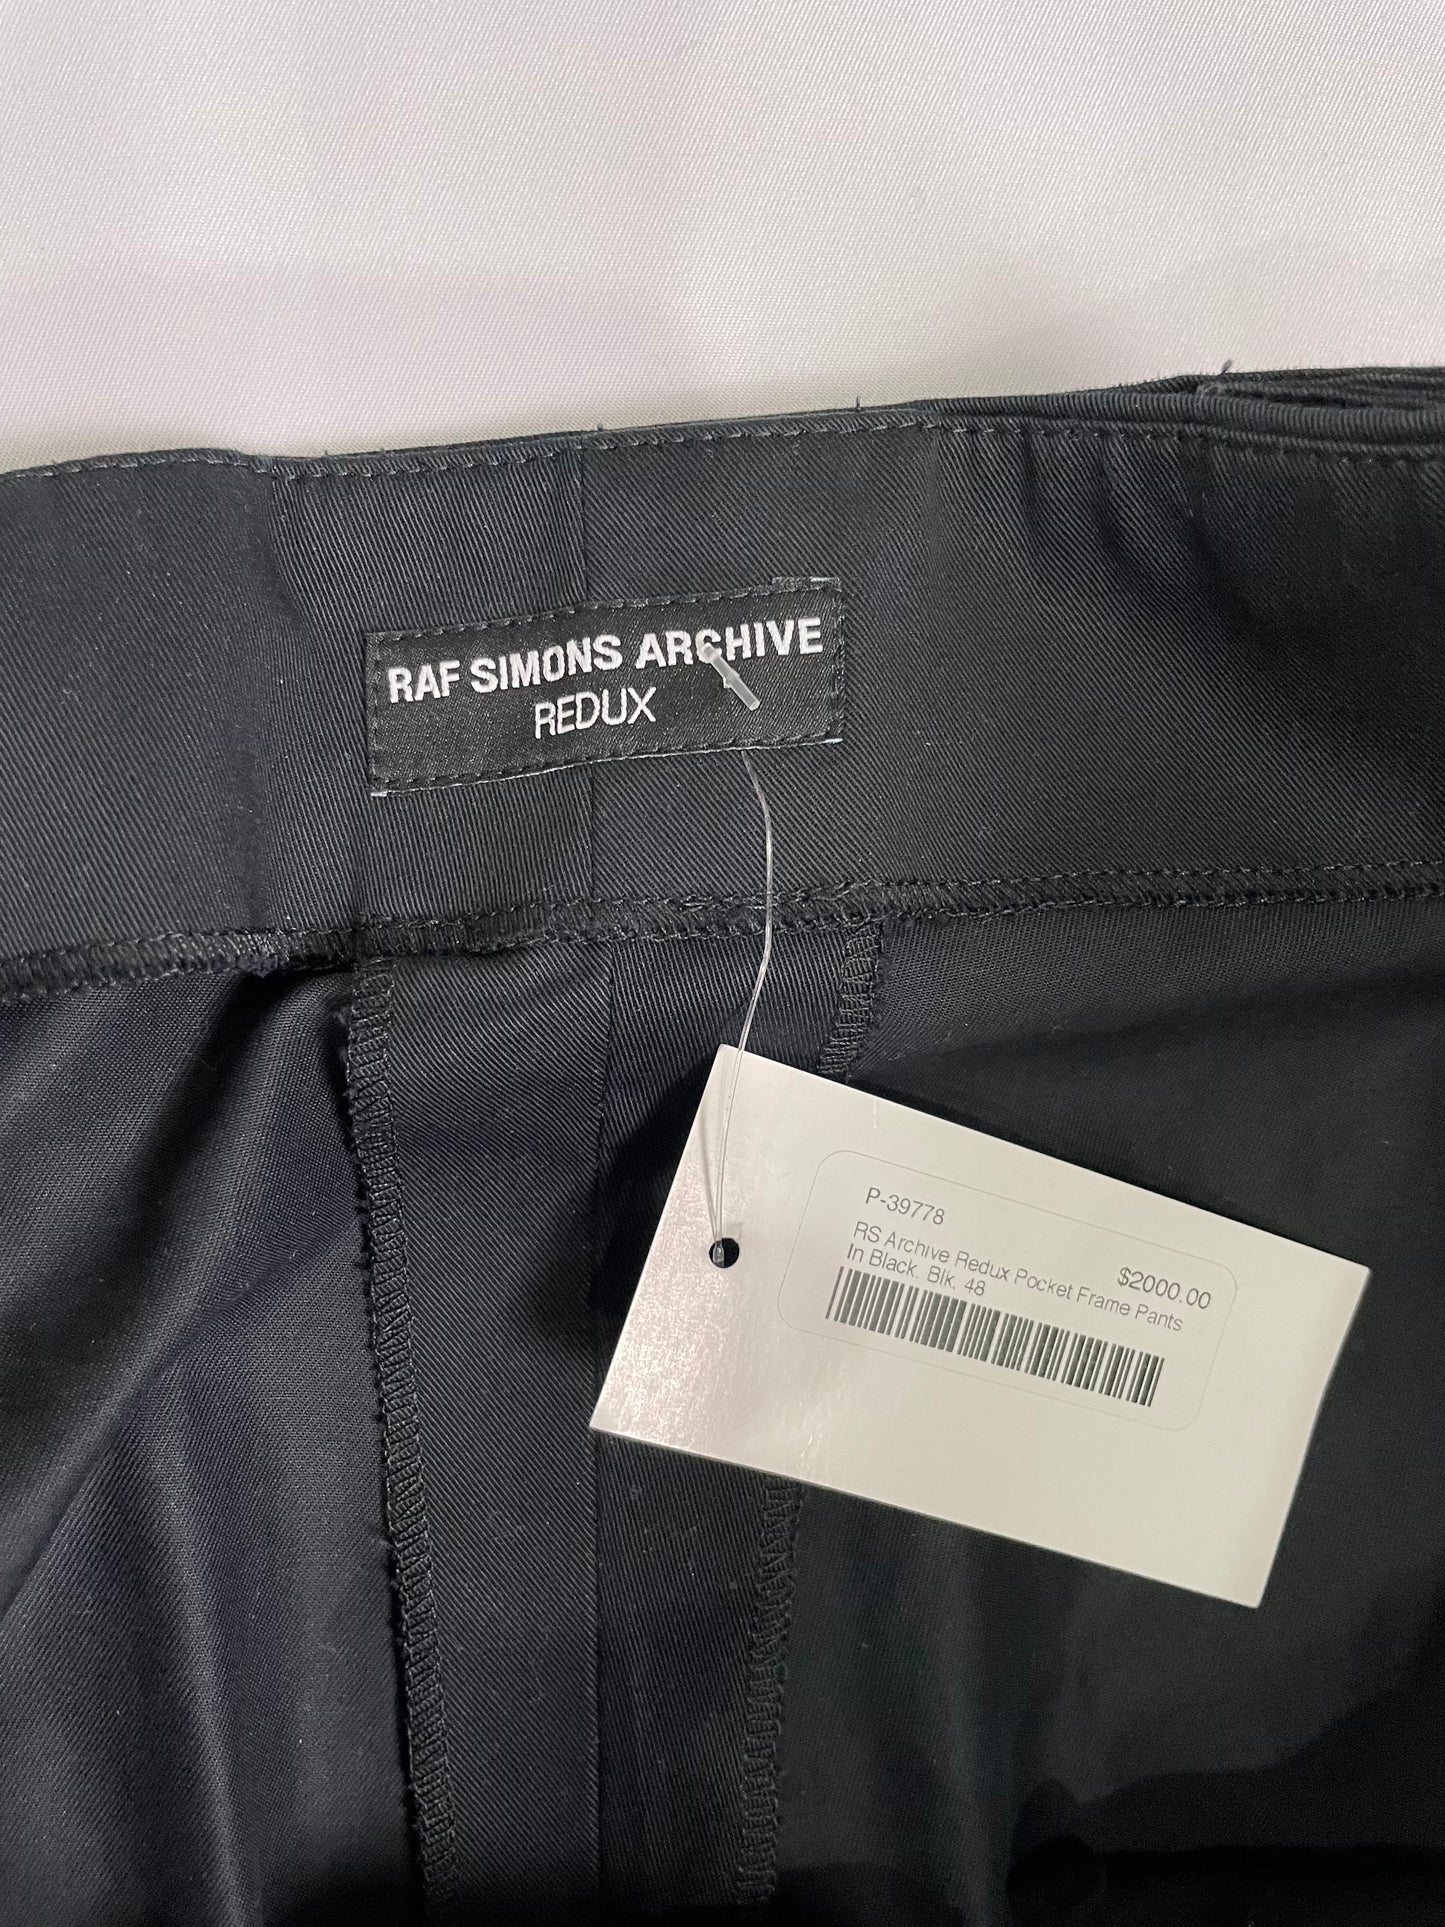 RAF SIMONS ARCHIVE
REDUX
P-39778
$2000.00
RS Archive Redux Pocket Frame Pants
In Black. Blk. 48